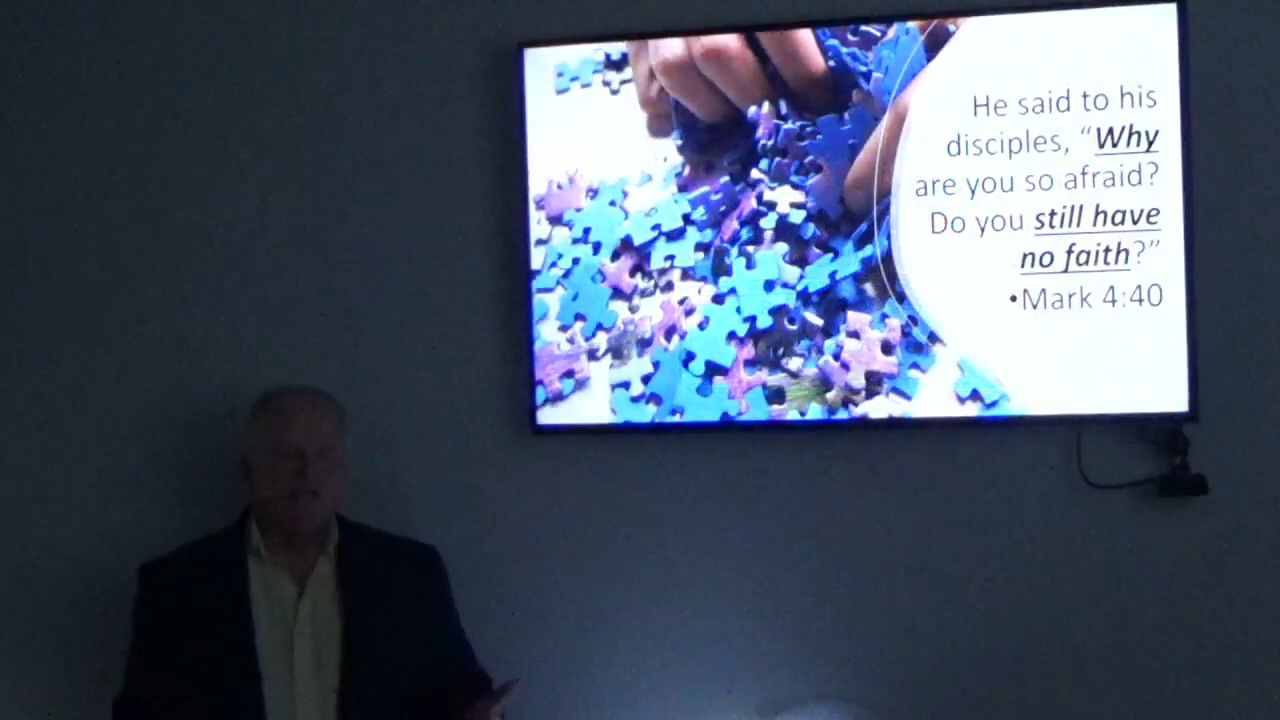 He said to his
disciples, “Why
are you so afraid?
Do you still have
no faith?”
•Mark 4:40